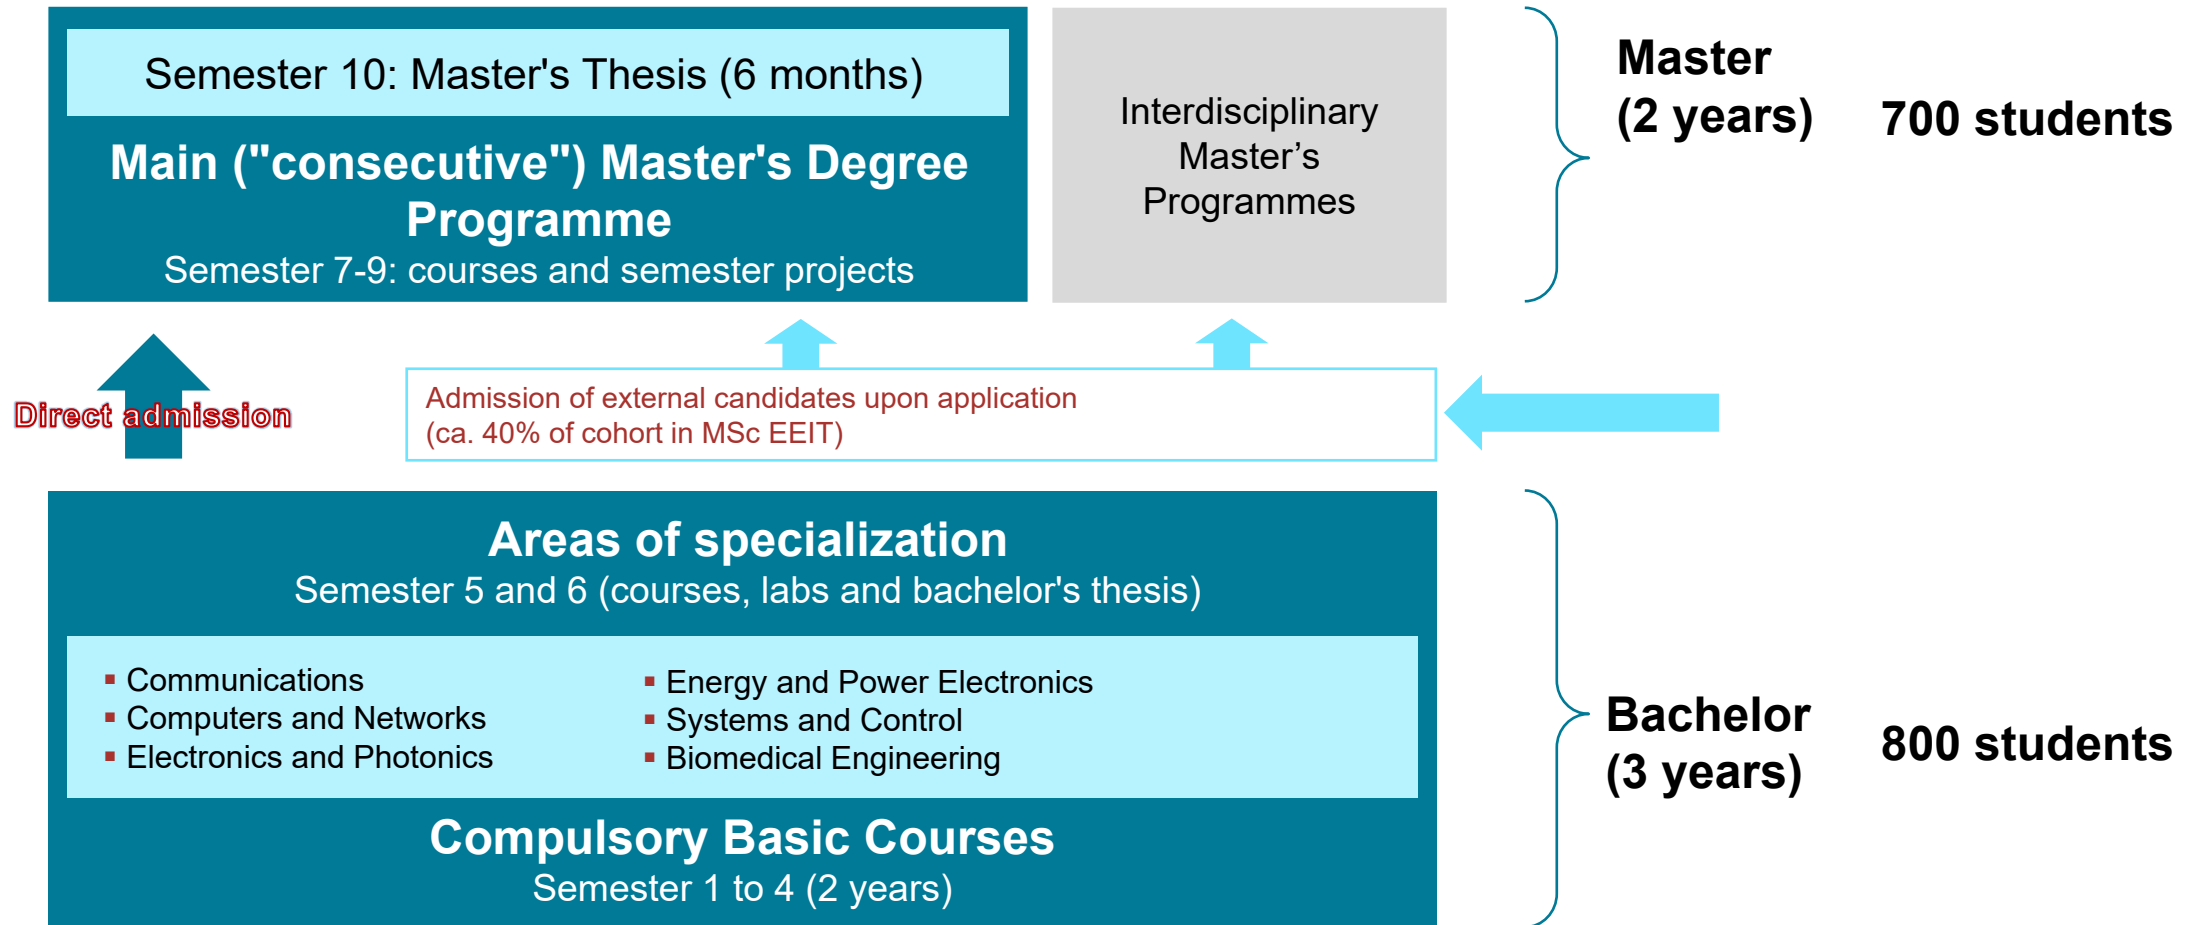 Semester 10: Master's Thesis (6 months)
Main ("consecutive") Master's Degree
Programme
Semester 7-9: courses and semester projects
Interdisciplinary
Master’s
Programmes
Master
(2 years)
700 students
Direct admission
Admission of external candidates upon application
(ca. 40% of cohort in MSc EEIT)
Areas of specialization
Semester 5 and 6 (courses, labs and bachelor's thesis)
▪ Communications
▪ Computers and Networks
▪ Electronics and Photonics
▪ Energy and Power Electronics
▪ Systems and Control
▪ Biomedical Engineering
Compulsory Basic Courses
Semester 1 to 4 (2 years)
Bachelor
(3 years)
800 students